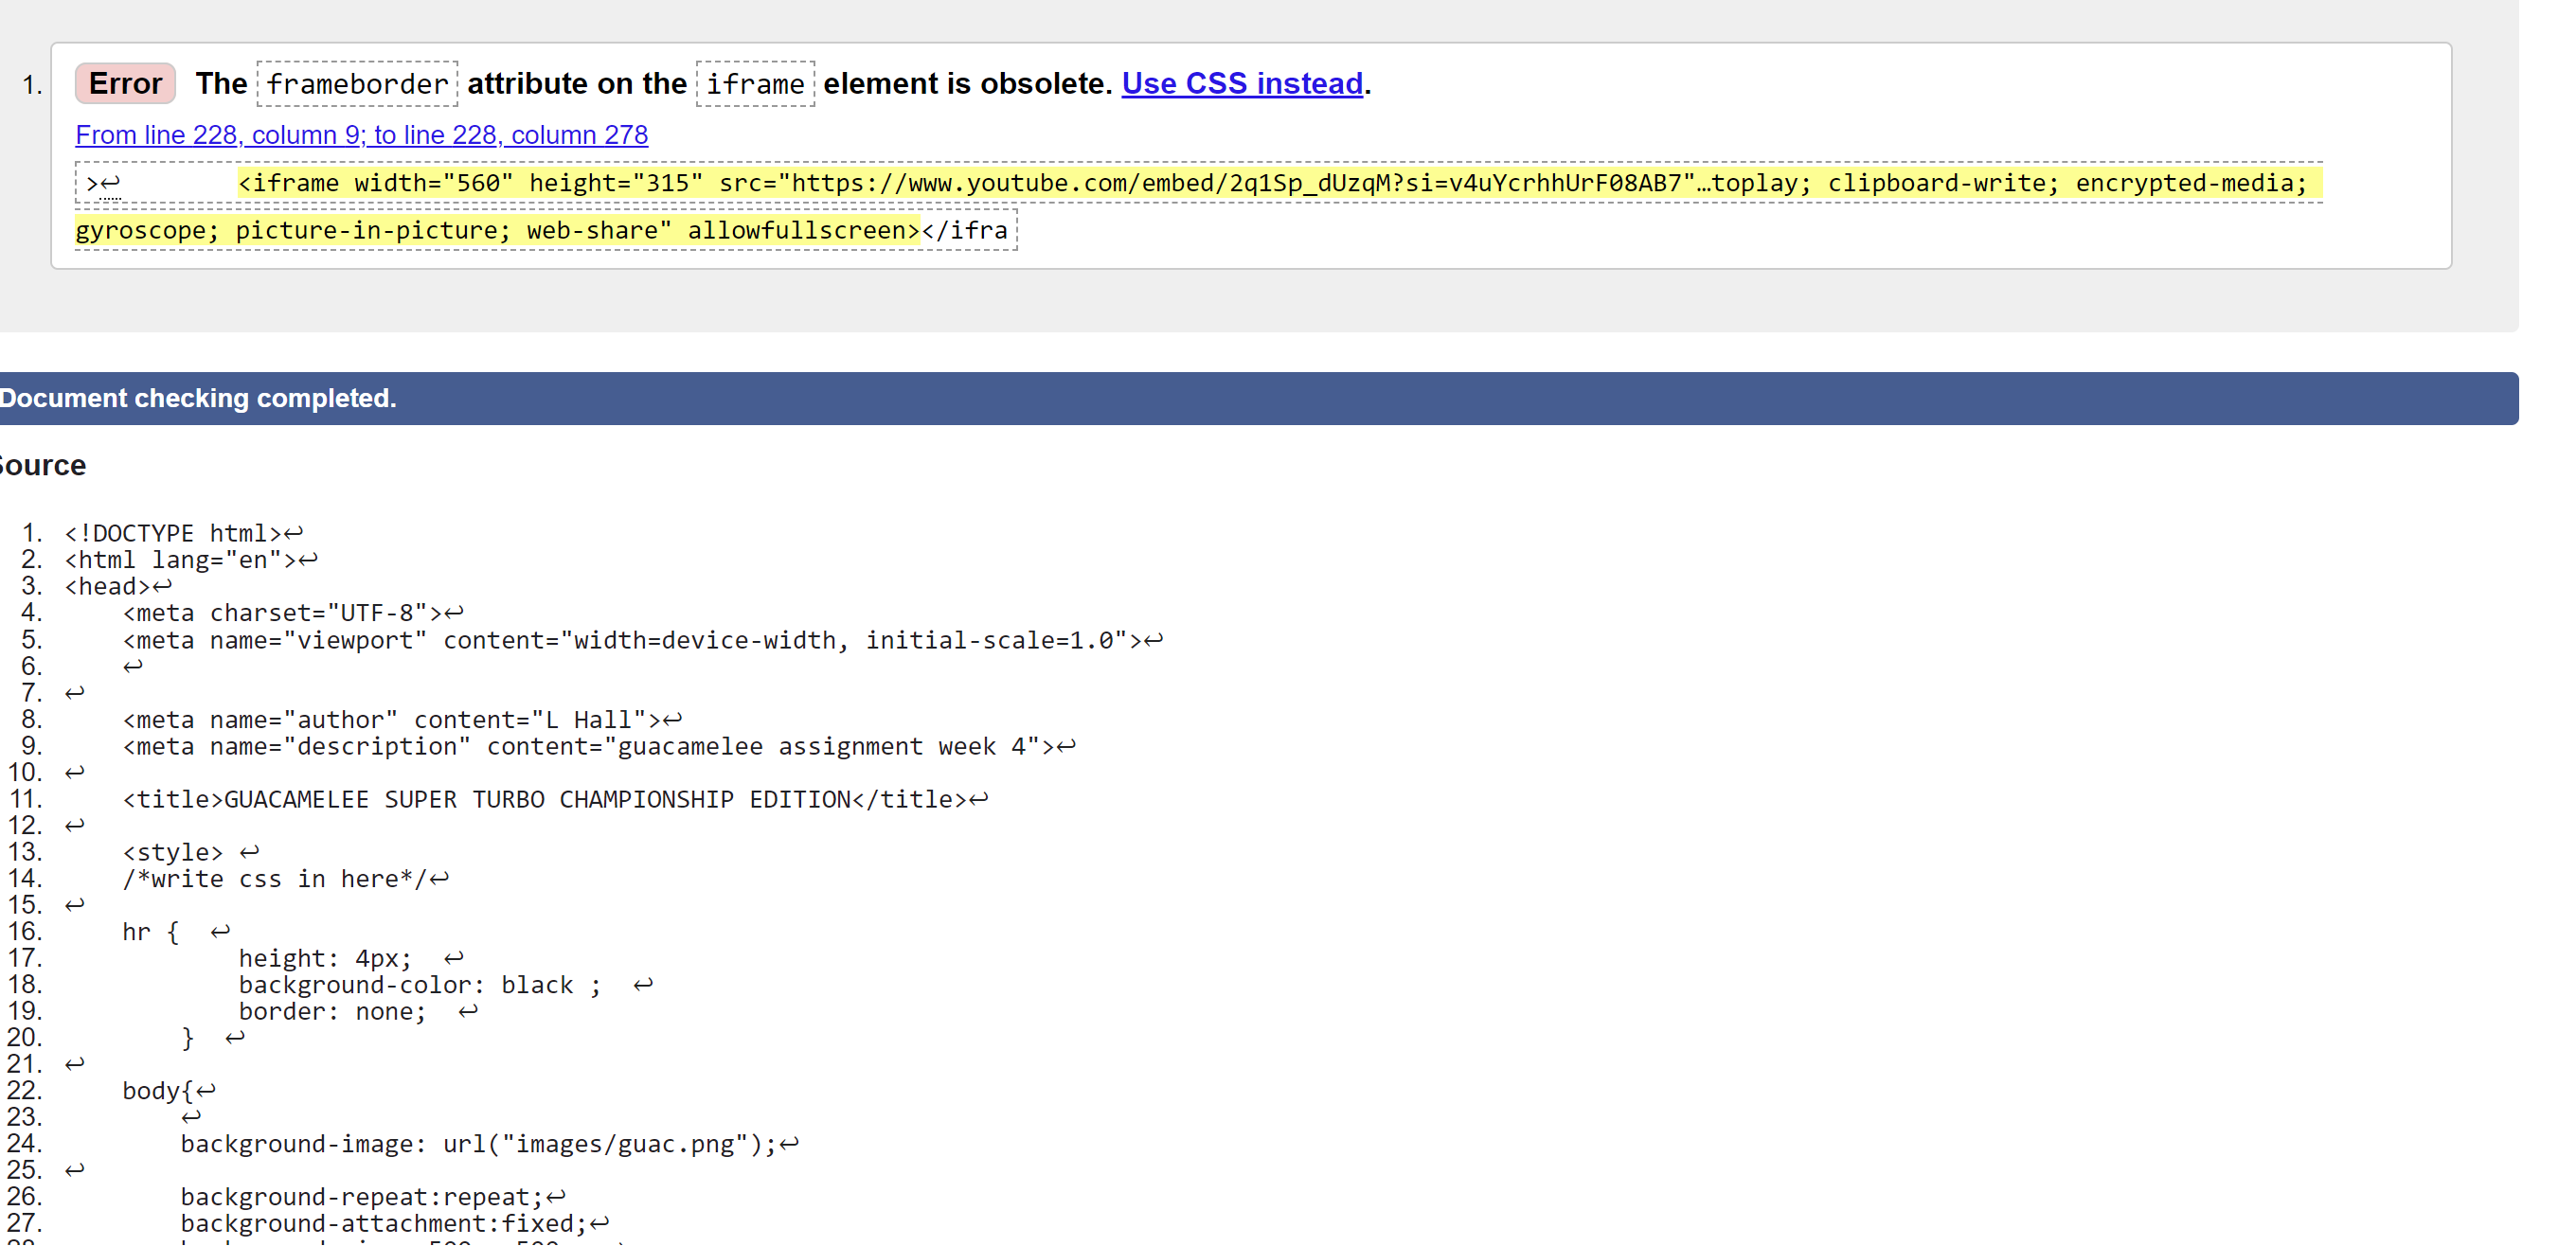 1. Error The frameborder attribute on the iframe element is obsolete. Use CSS instead.
From line 228, column 9; to line 228, column 278
>↩        <iframe width="560" height="315" src="https://www.youtube.com/embed/2q1Sp_dUzqM?si=v4uYcrhhUrF08AB7"…toplay; clipboard-write; encrypted-media;
gyroscope; picture-in-picture; web-share" allowfullscreen></ifra
Document checking completed.
Source
1. <!DOCTYPE html>↩
2. <html lang="en">↩
3. <head>↩
4.     <meta charset="UTF-8">↩
5.     <meta name="viewport" content="width=device-width, initial-scale=1.0">↩
6.     ↩
7. ↩
8.     <meta name="author" content="L Hall">↩
9.     <meta name="description" content="guacamelee assignment week 4">↩
10. ↩
11.     <title>GUACAMELEE SUPER TURBO CHAMPIONSHIP EDITION</title>↩
12. ↩
13.     <style> ↩
14.     /*write css in here*/↩
15. ↩
16.     hr {  ↩
17.             height: 4px;  ↩
18.             background-color: black ;  ↩
19.             border: none;  ↩
20.         }  ↩
21. ↩
22.     body{↩
23.         ↩
24.         background-image: url("images/guac.png");↩
25. ↩
26.         background-repeat:repeat;↩
27.         background-attachment:fixed;↩